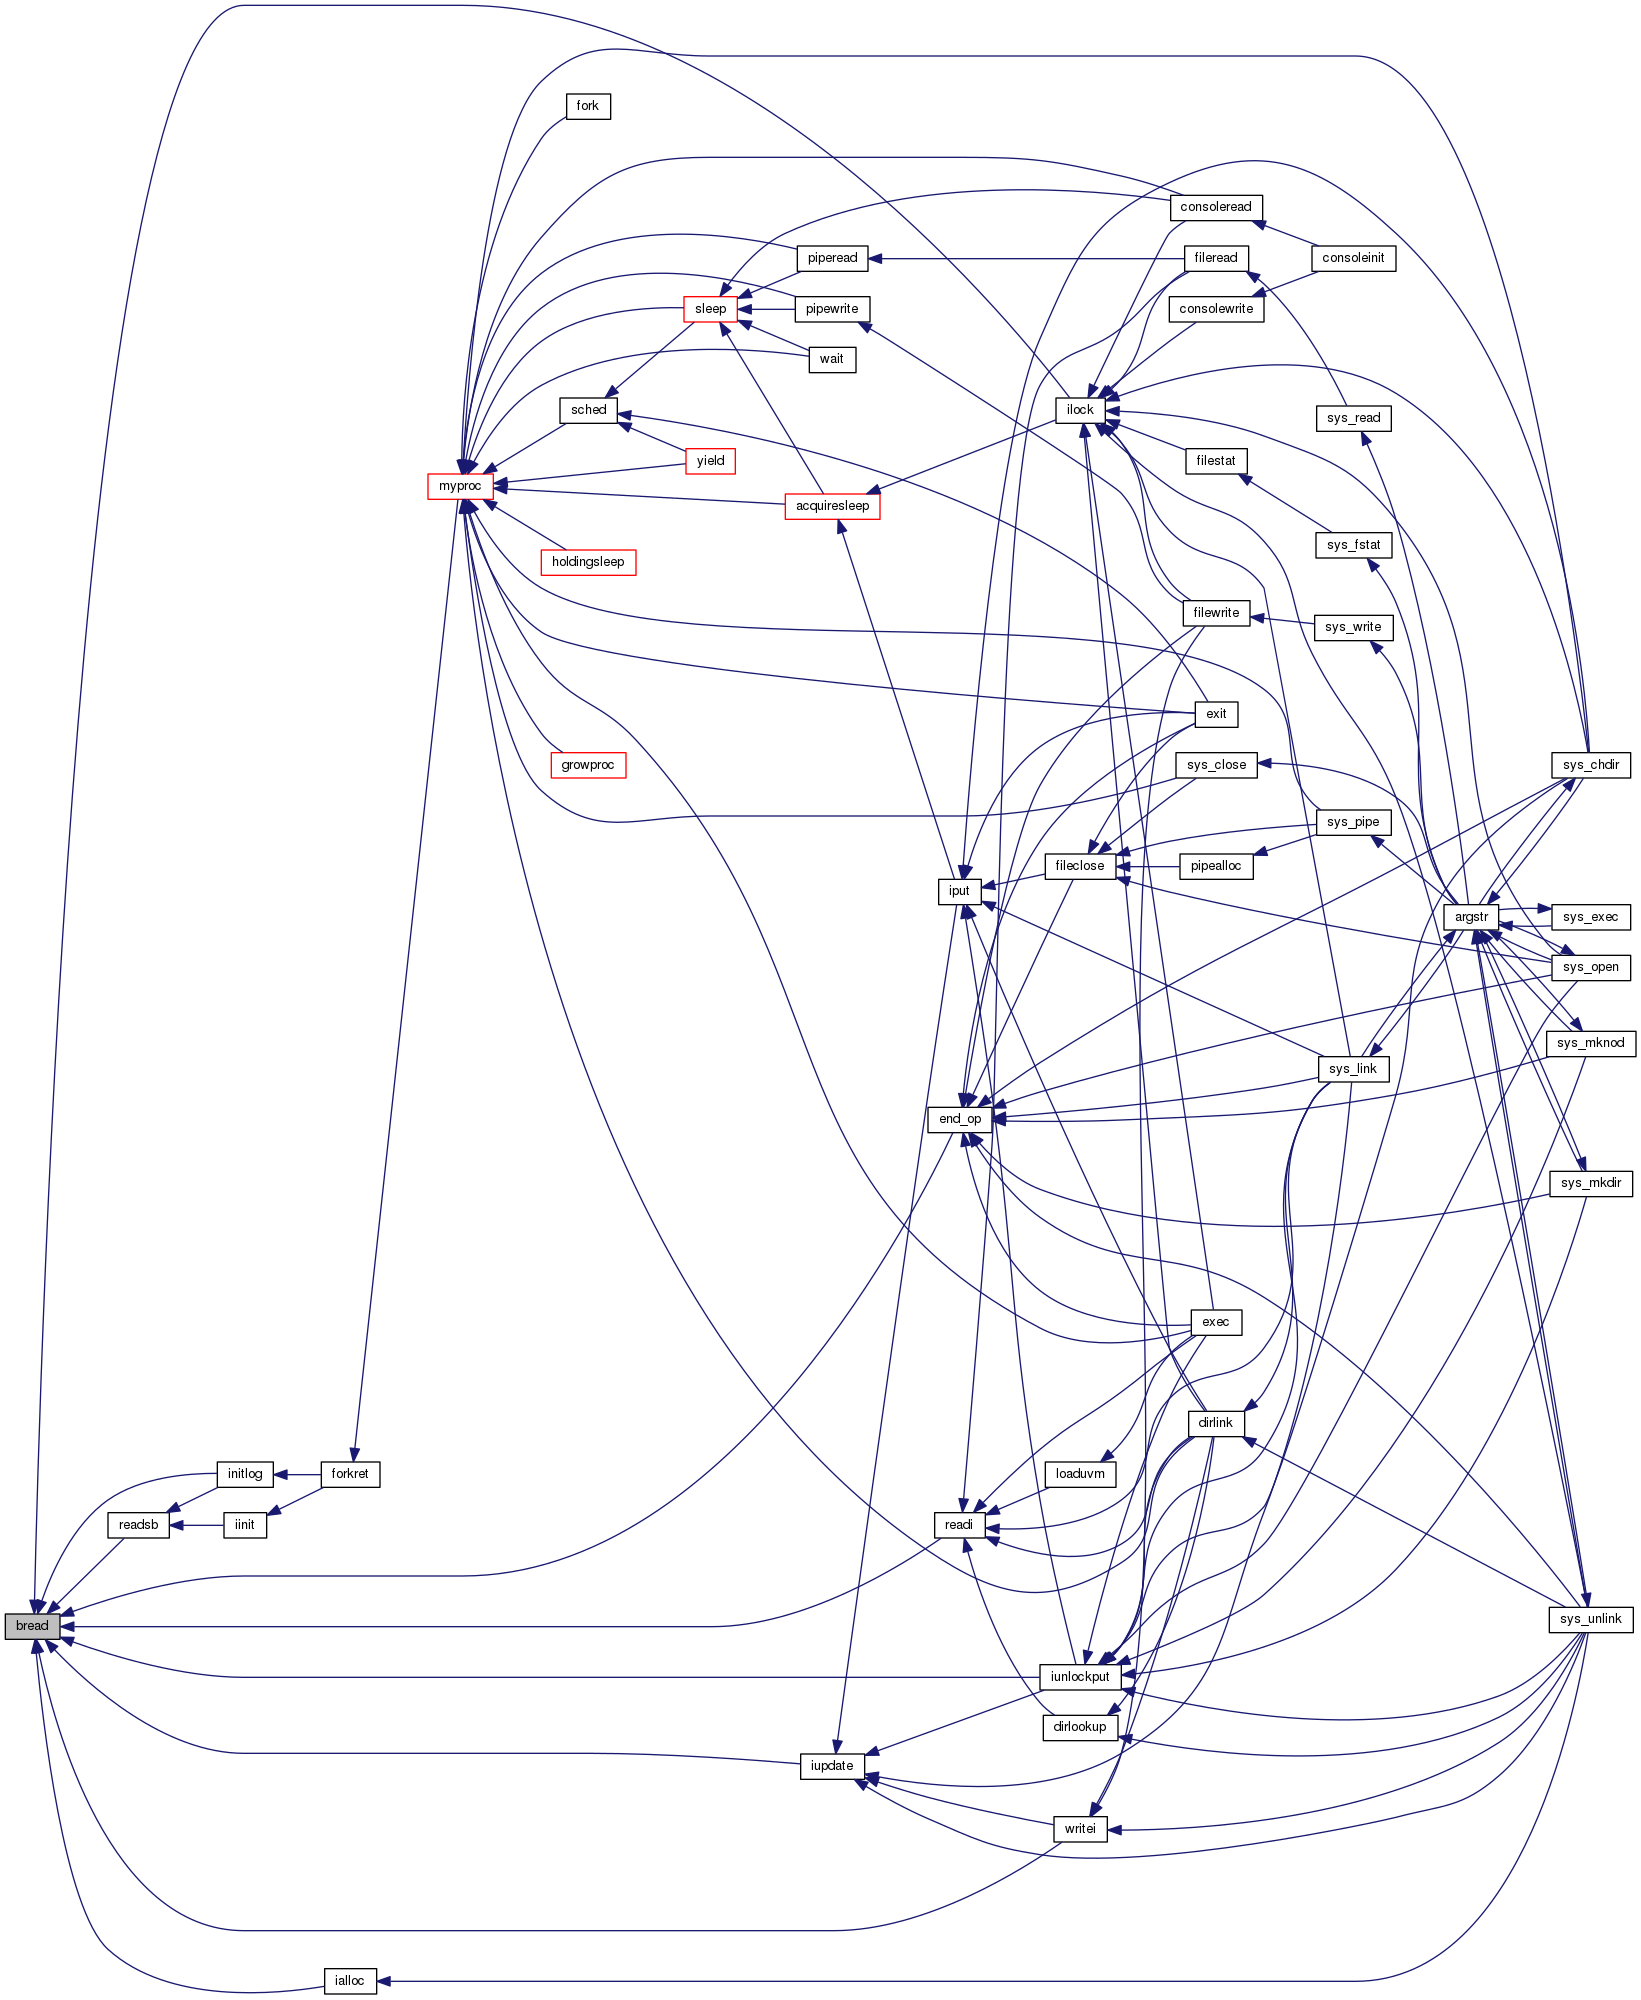 fork
consoleread
piperead
fileread
consoleinit
sleep
pipewrite
consolewrite
wait
sched
ilock
sys_read
yield
filestat
myproc
acquiresleep
sys_fstat
holdingsleep
filewrite
sys_write
exit
growproc
sys_close
sys_chdir
sys_pipe
fileclose
pipealloc
iput
argstr
sys_exec
sys_open
sys_mknod
sys_link
end_op
sys_mkdir
exec
dirlink
initlog
forkret
loaduvm
readsb
iinit
readi
bread
sys_unlink
iunlockput
dirlookup
iupdate
writei
ialloc